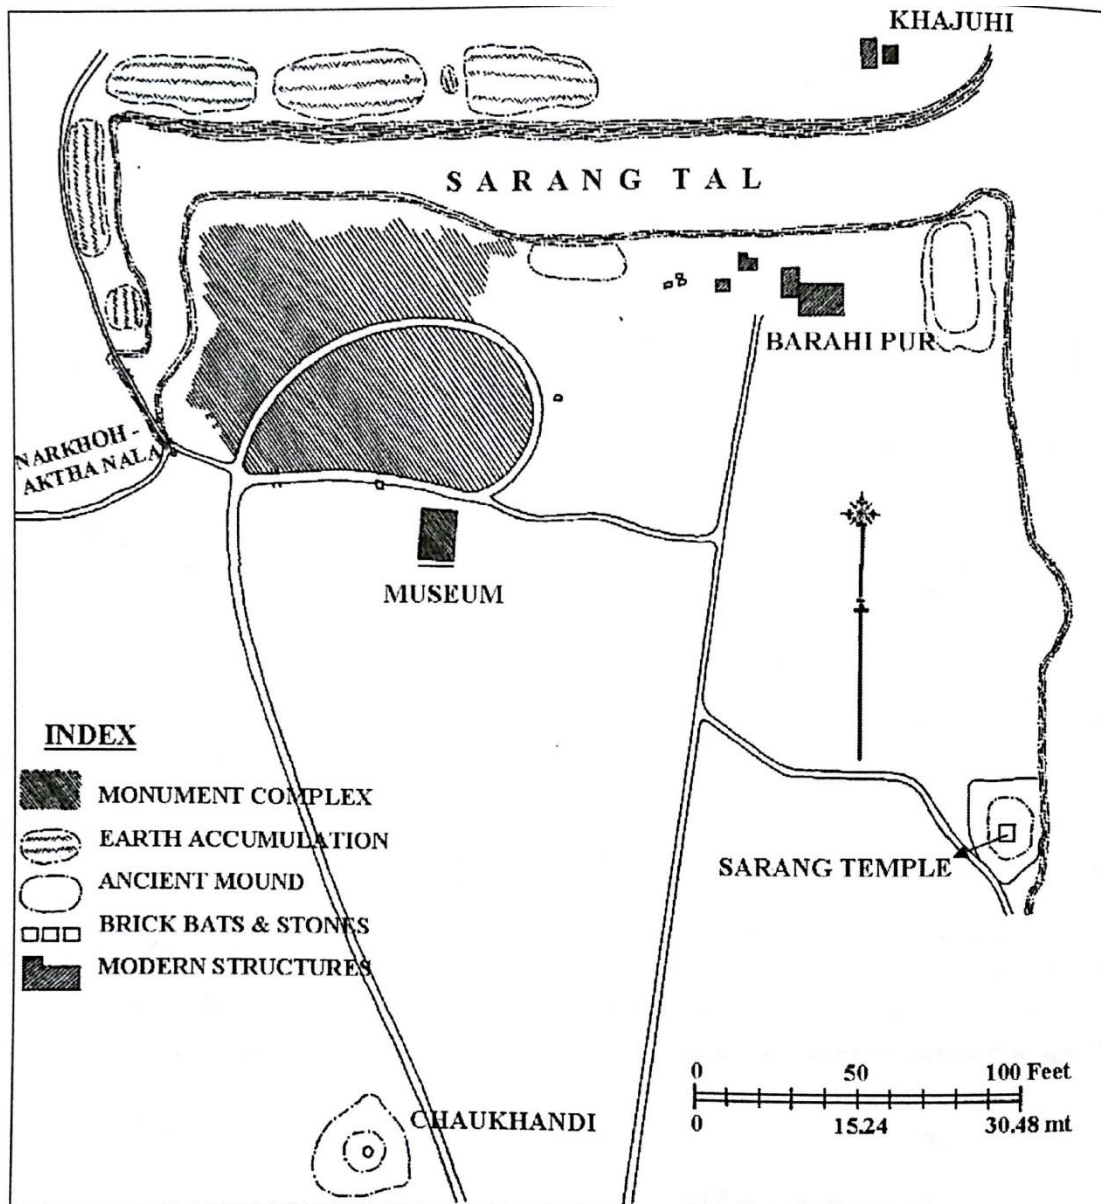 KHAJUHI
SARANG TAL
BARAHI PUR
NARKHOH -
AKTHA NALA
MUSEUM
INDEX
MONUMENT COMPLEX
EARTH ACCUMULATION
ANCIENT MOUND
BRICK BATS & STONES
MODERN STRUCTURES
SARANG TEMPLE
CHAUKHANDI
0 50 100 Feet
0 15.24 30.48 mt